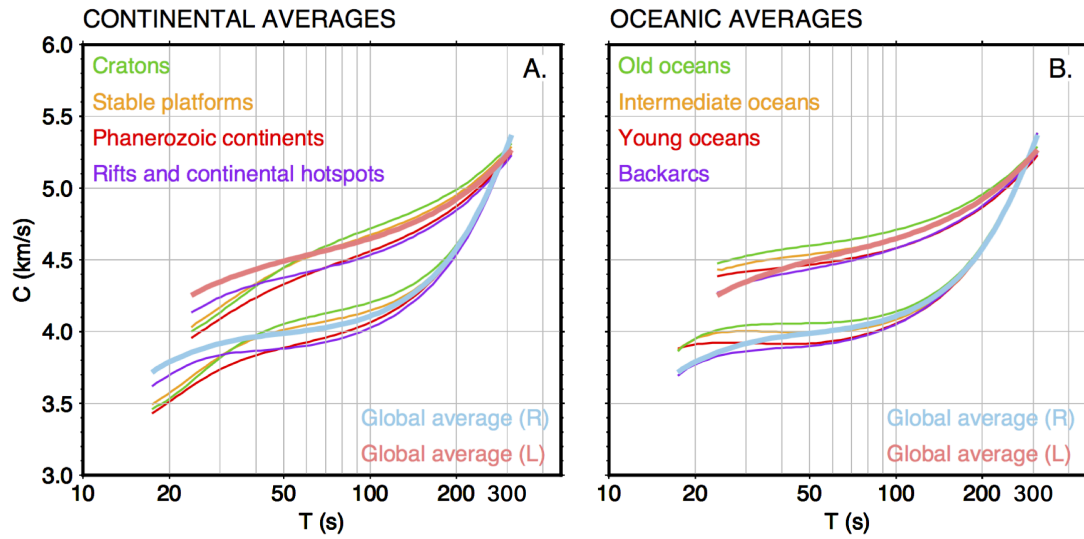 CONTINENTAL AVERAGES
6.0
5.5
5.0
4.5
4.0
3.5
3.0
C (km/s)
Cratons
A.
Stable platforms
Phanerozoic continents
Rifts and continental hotspots
Global average (R)
Global average (L)
10 20 50 100 200 300
T (s)
OCEANIC AVERAGES
Old oceans
B.
Intermediate oceans
Young oceans
Backarcs
Global average (R)
Global average (L)
10 20 50 100 200 300
T (s)